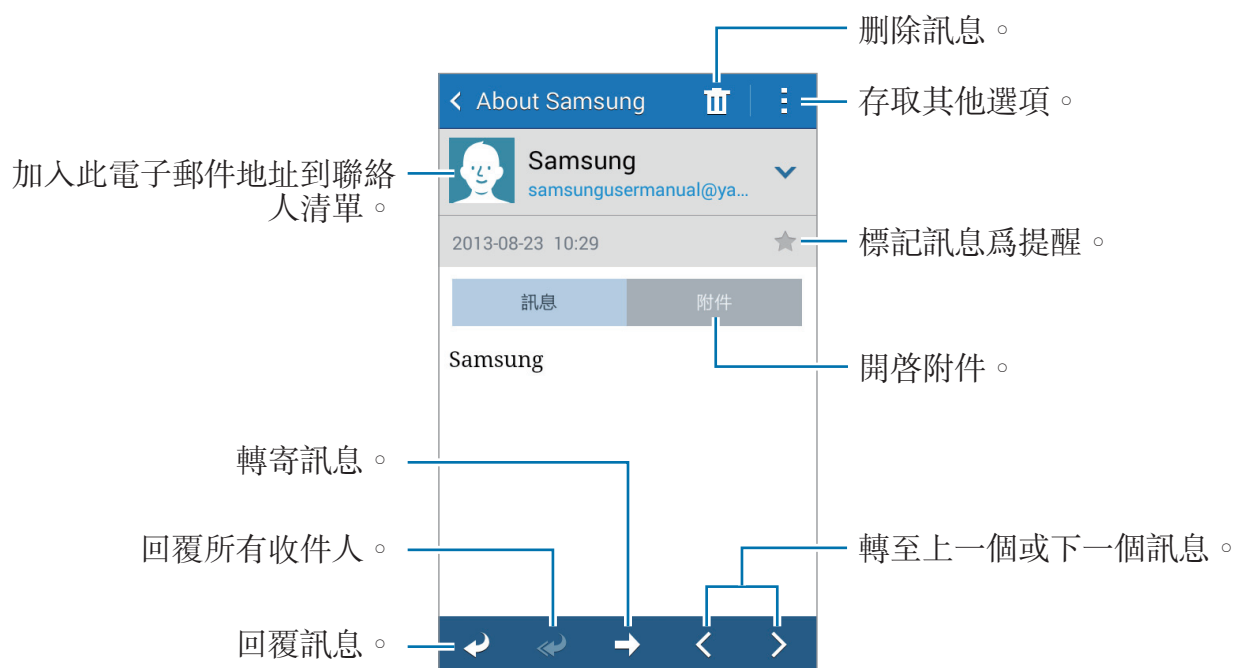 刪除訊息。
About Samsung
存取其他選項。
加入此電子郵件地址到聯絡
人清單。
Samsung
samsungusermanual@ya...
2013-08-23 10:29
標記訊息爲提醒。
訊息
附件
Samsung
開啓附件。
轉寄訊息。
回覆所有收件人。
轉至上一個或下一個訊息。
回覆訊息。